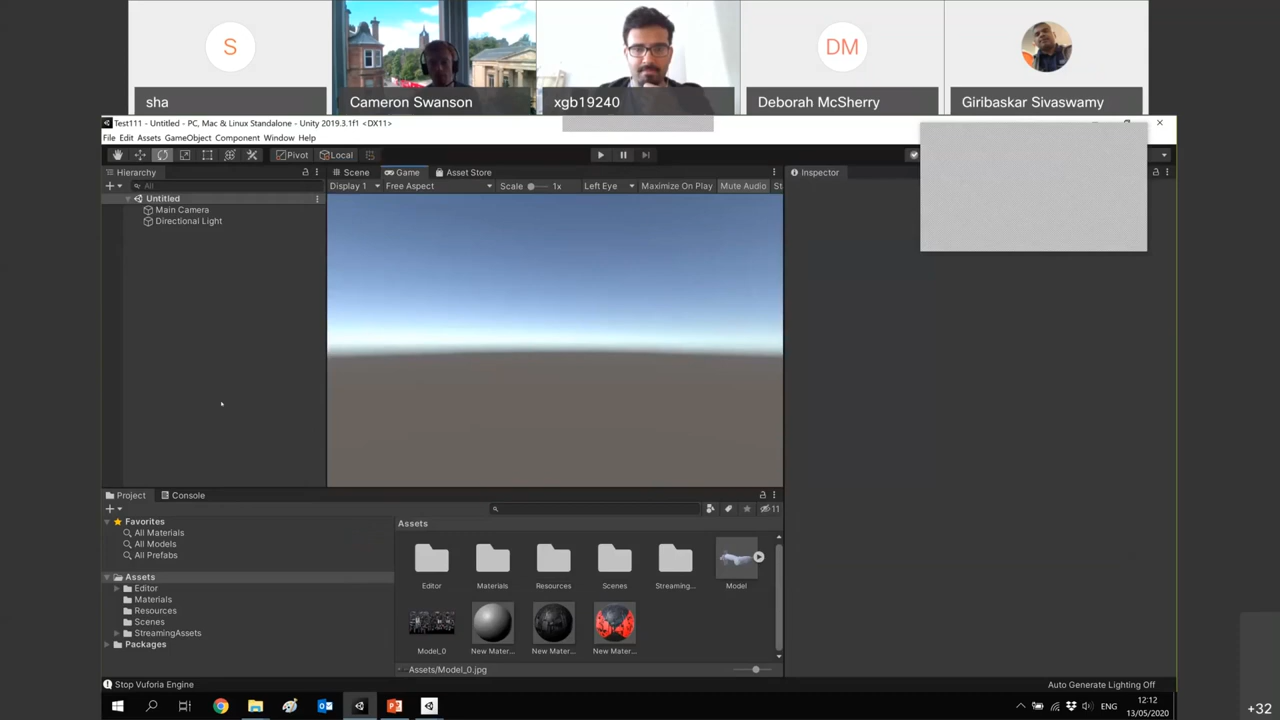 S
DM
sha
Cameron Swanson
xgb19240
Deborah McSherry
Giribaskar Sivaswamy
Test111 - Untitled - PC, Mac & Linux Standalone - Unity 2019.3.1f1 <DX11>
File Edit Assets GameObject Component Window Help
Pivot Local
Hierarchy
Scene Game Asset Store
Inspector
All
Display 1 Free Aspect Scale 1x Left Eye Maximize On Play Mute Audio St
Untitled
Main Camera
Directional Light
Project Console
11
Favorites
All Materials
All Models
All Prefabs
Assets
Editor
Materials
Resources
Scenes
StreamingAssets
Packages
Assets
Editor Materials Resources Scenes Streaming... Model
Model_0 New Mater... New Mater... New Mater...
Assets/Model_0.jpg
Stop Vuforia Engine
Auto Generate Lighting Off
ENG
12:12
13/05/2020
+32